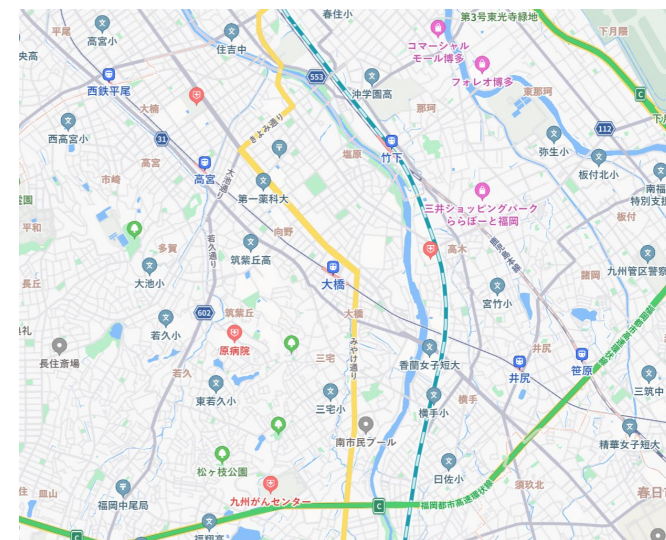 春住小
第3号東光寺緑地
平尾
高宮小
住吉中
下月隈
コマーシャル
モール博多
央高
フォレオ博多
553
沖学園高
西鉄平尾
大楠
那珂
東那珂
C
西高宮小
きよみ通り
112
31
弥生小
竹下
塩原
高宮
高宮
大池通り
板付北小
市崎
第一薬科大
南福
特別支援
三井ショッピングパーク
ららぽーと福岡
板付
平和
若久通り
向野
多賀
筑紫丘高
高木
九州管区警察
大池小
諸岡
大橋
長丘
宮竹小
602
筑紫丘
大橋
若久小
原病院
みやけ通り
長住斎場
三宅
井尻
香蘭女子短大
笹原
井尻
若久
東若久小
三筑中
三宅小
横手
横手小
南市民プール
精華女子短大
曰佐小
松ヶ枝公園
皿山
須玖北
福岡中尾局
九州がんセンター
春日
C
福岡都市高速環状線
福翔高
C